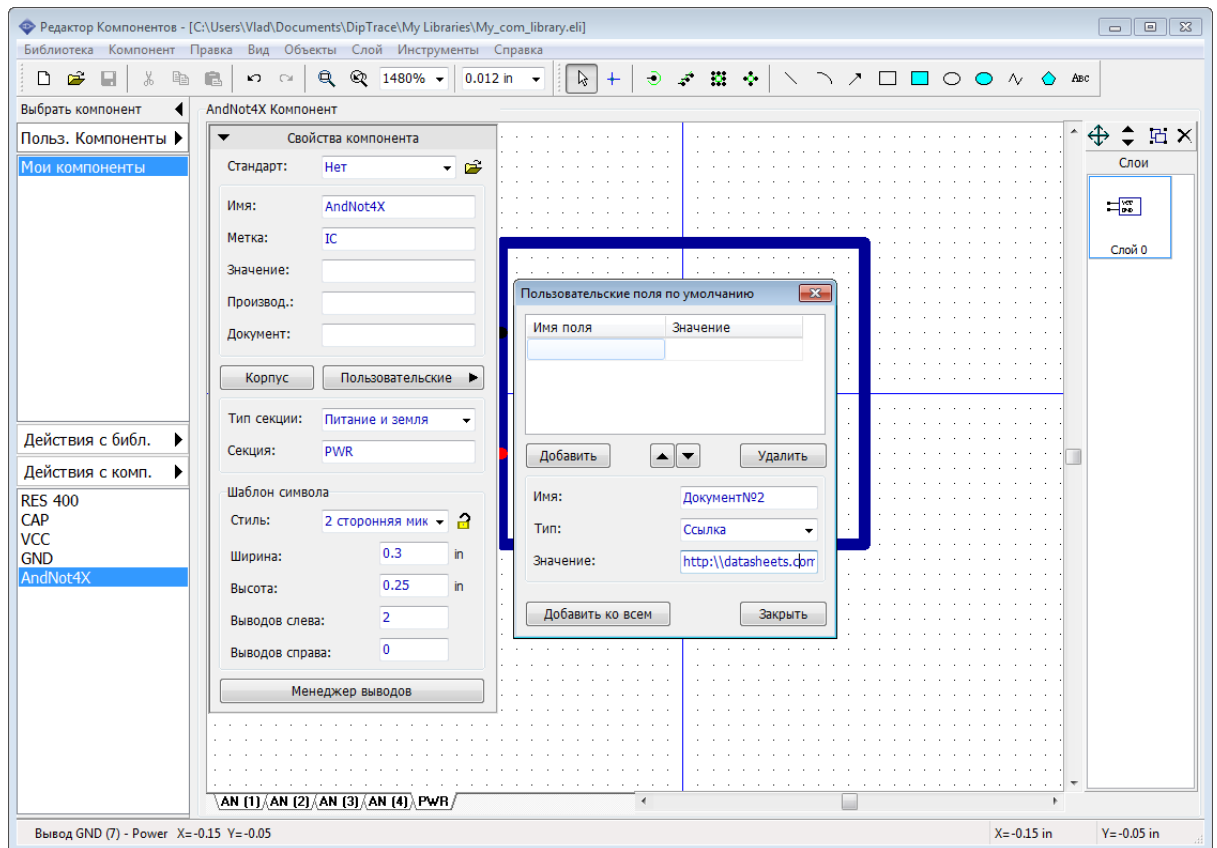 Редактор Компонентов - [C:\Users\Vlad\Documents\DipTrace\My Libraries\My_com_library.eli]
Библиотека Компонент Правка Вид Объекты Слой Инструменты Справка
1480% 0.012 in ABC
Выбрать компонент
AndNot4X Компонент
Польз. Компоненты
Мои компоненты
Действия с библ.
Действия с комп.
RES 400
CAP
VCC
GND
AndNot4X
Свойства компонента
Стандарт: Нет
Имя: AndNot4X
Метка: IC
Значение:
Производ.:
Документ:
Корпус Пользовательские
Тип секции: Питание и земля
Секция: PWR
Шаблон символа
Стиль: 2 сторонняя мик
Ширина: 0.3 in
Высота: 0.25 in
Выводов слева: 2
Выводов справа: 0
Менеджер выводов
Пользовательские поля по умолчанию
Имя поля Значение
Добавить Удалить
Имя: Документ№2
Тип: Ссылка
Значение: http:\\datasheets.com
Добавить ко всем Закрыть
Слои
VCC
GND
Слой 0
AN (1) AN (2) AN (3) AN (4) PWR
Вывод GND (7) - Power X=-0.15 Y=-0.05
X=-0.15 in Y=-0.05 in